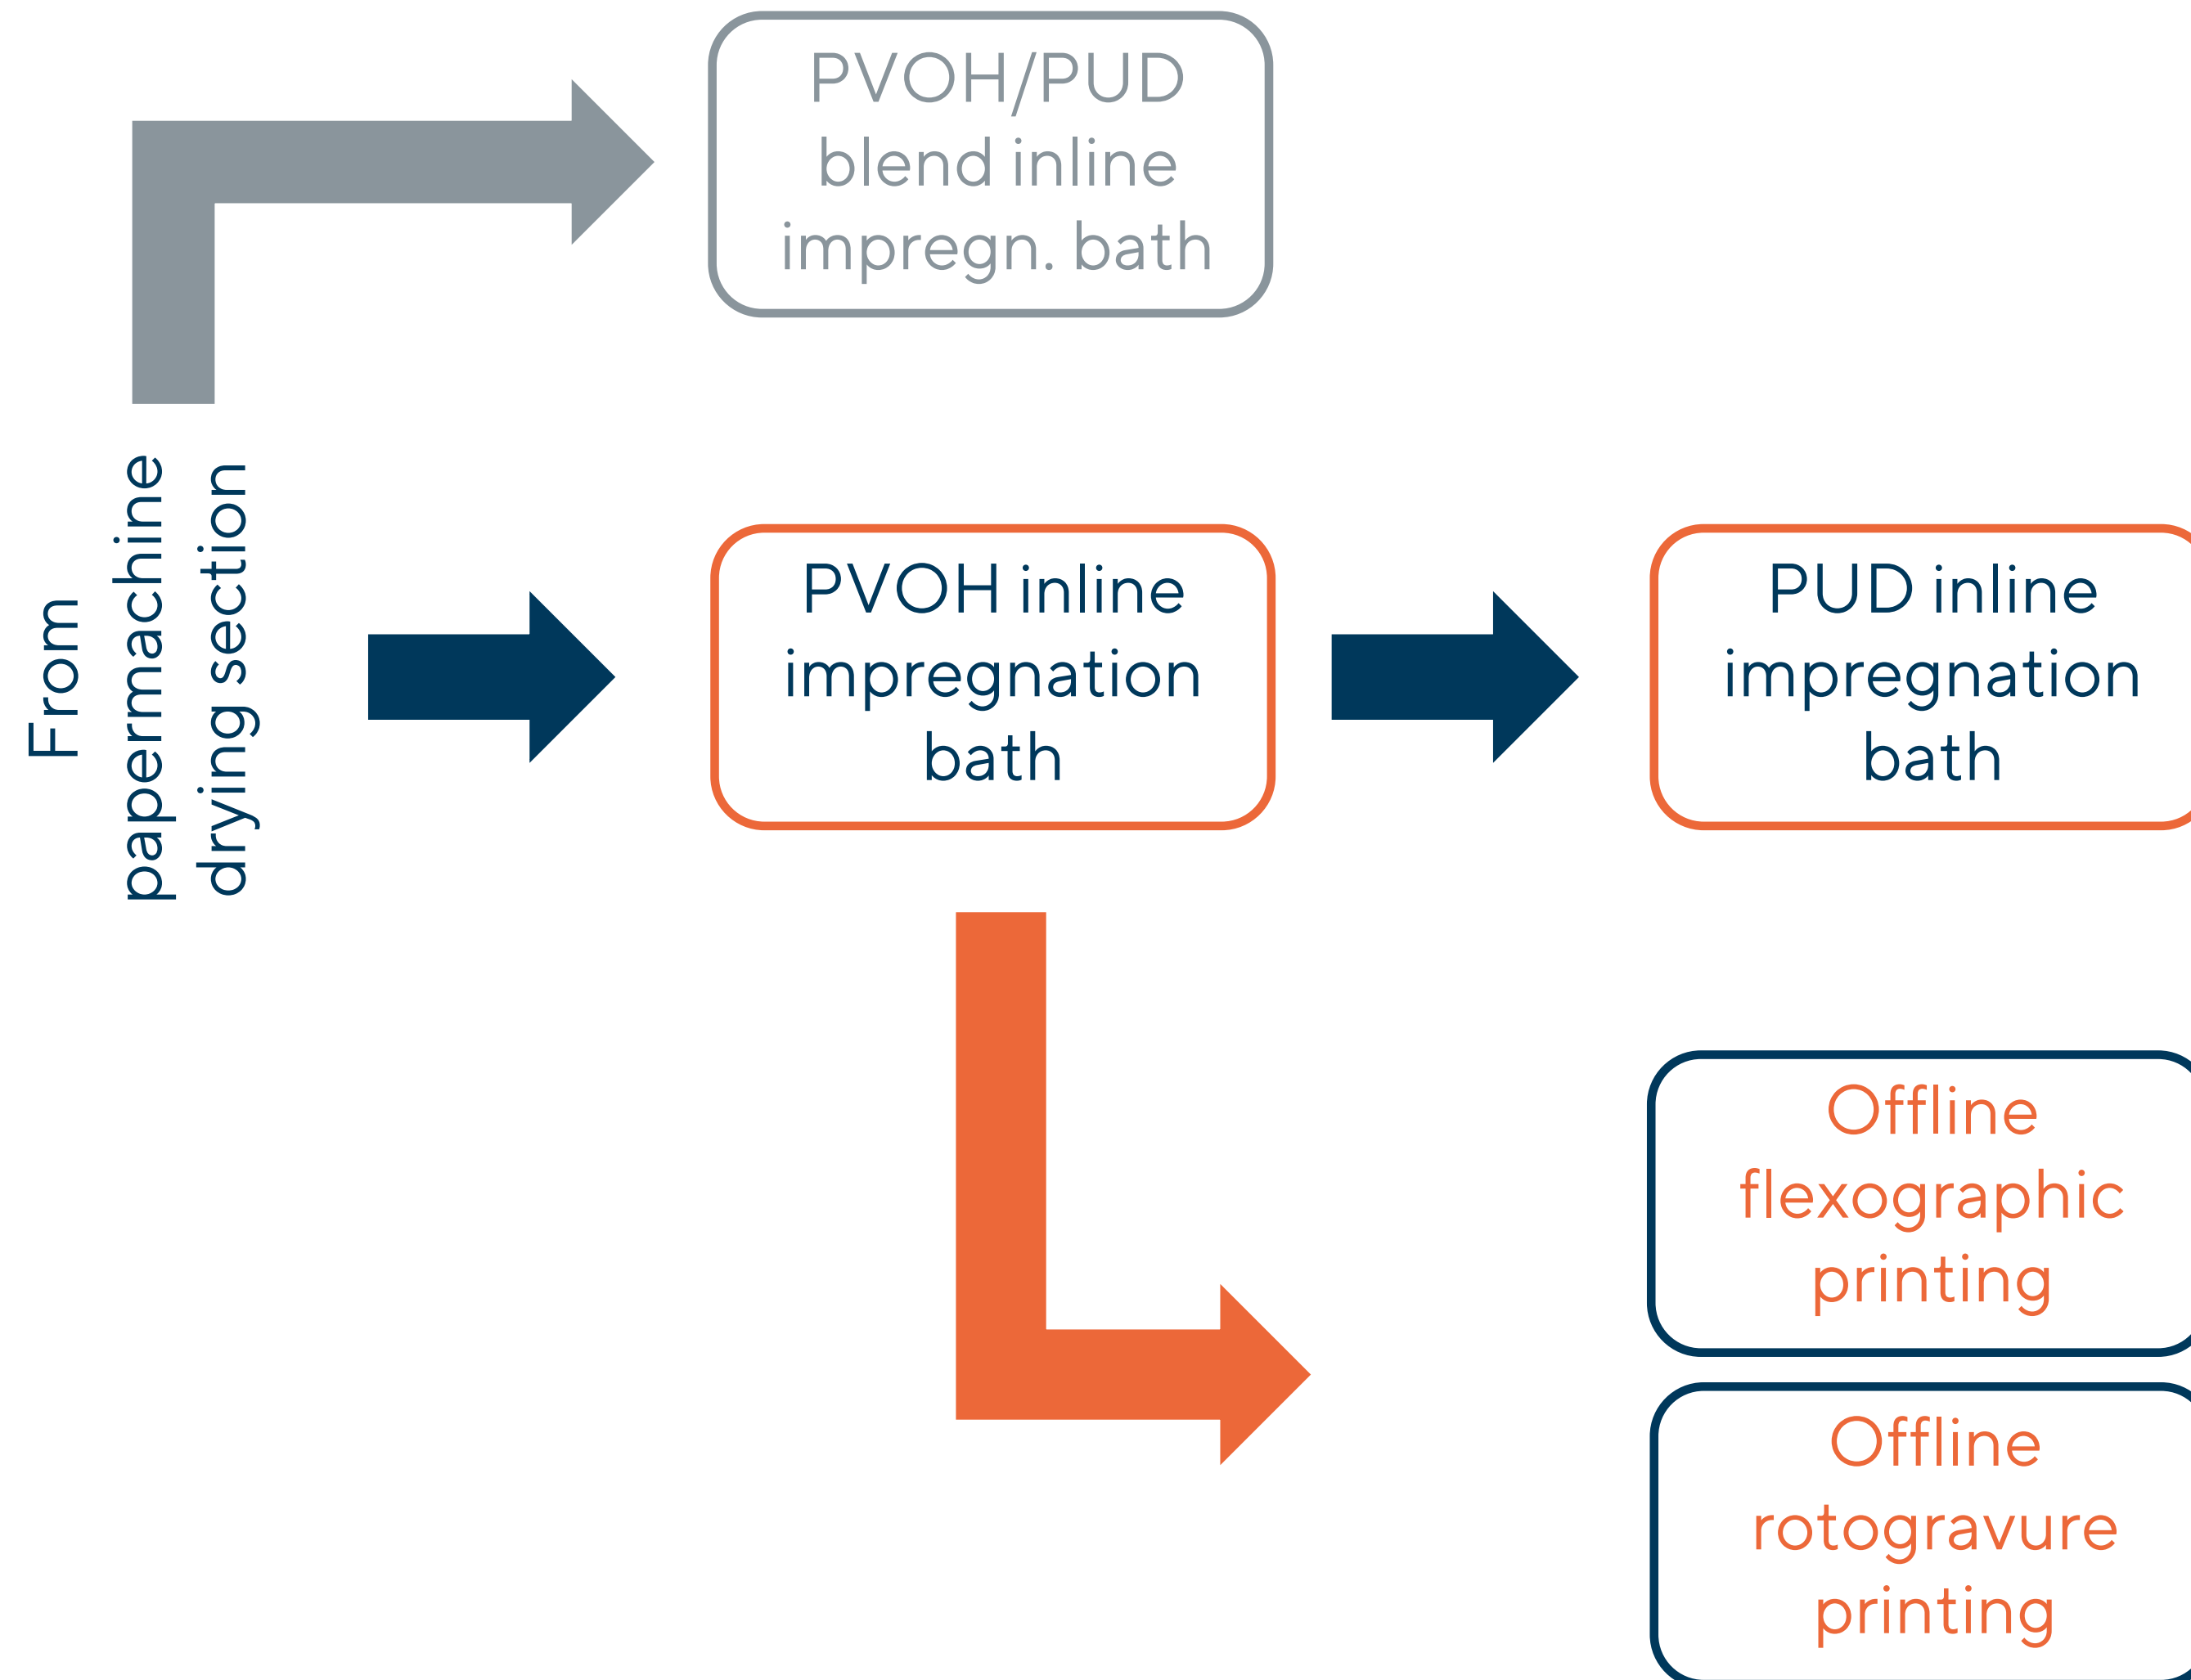 PVOH/PUD
blend inline
impregn. bath
From
papermachine
drying section
PVOH inline
impregnation
bath
PUD inline
impregnation
bath
Offline
flexographic
printing
Offline
rotogravure
printing